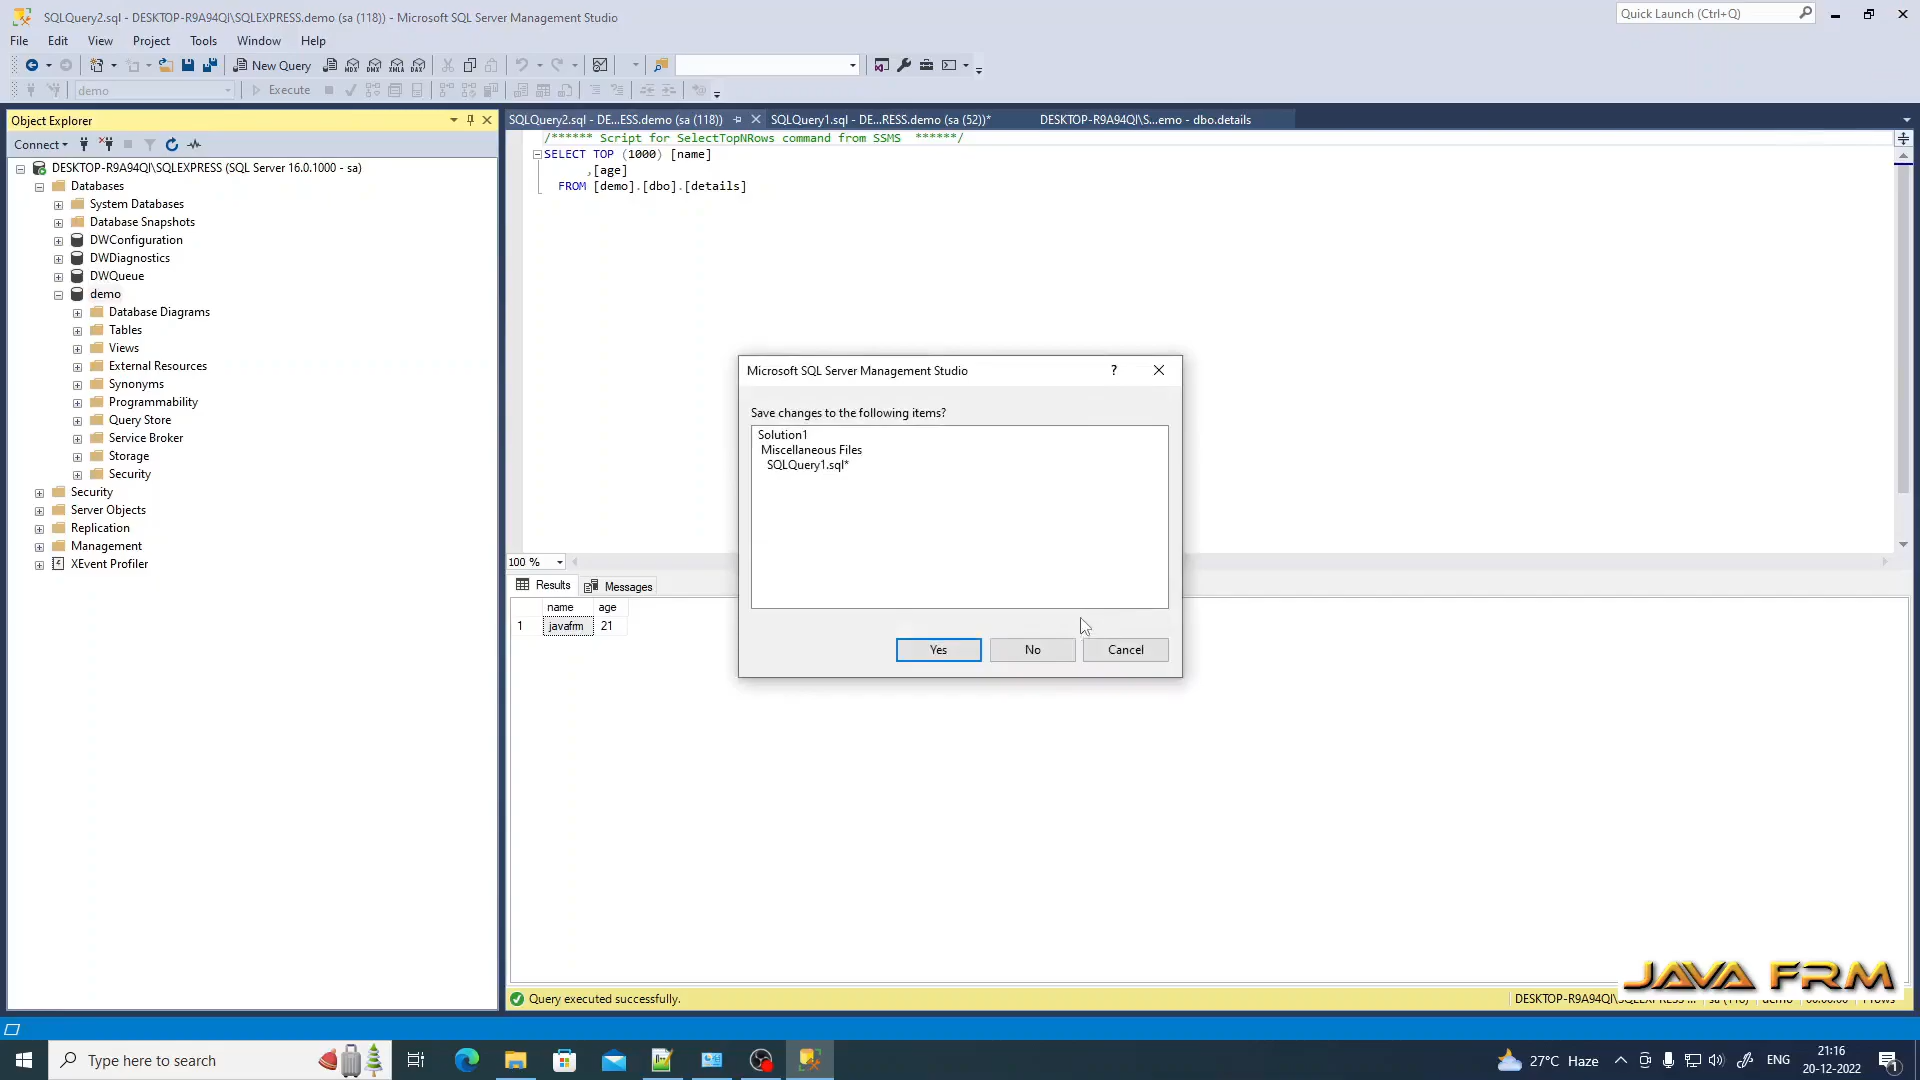 SQLQuery2.sql - DESKTOP-R9A94QI\SQLEXPRESS.demo (sa (118)) - Microsoft SQL Server Management Studio
Quick Launch (Ctrl+Q)
File Edit View Project Tools Window Help
New Query
demo
Execute
Object Explorer
SQLQuery2.sql - DE...ESS.demo (sa (118))
SQLQuery1.sql - DE...RESS.demo (sa (52))*
DESKTOP-R9A94QI\S...emo - dbo.details
Connect
DESKTOP-R9A94QI\SQLEXPRESS (SQL Server 16.0.1000 - sa)
Databases
System Databases
Database Snapshots
DWConfiguration
DWDiagnostics
DWQueue
demo
Database Diagrams
Tables
Views
External Resources
Synonyms
Programmability
Query Store
Service Broker
Storage
Security
Security
Server Objects
Replication
Management
XEvent Profiler
/****** Script for SelectTopNRows command from SSMS ******/
SELECT TOP (1000) [name]
,[age]
FROM [demo].[dbo].[details]
Microsoft SQL Server Management Studio
Save changes to the following items?
Solution1
Miscellaneous Files
SQLQuery1.sql*
Yes No Cancel
100 %
Results Messages
name age
1 javafrm 21
Query executed successfully.
JAVA FRM
Type here to search
27°C Haze
ENG
21:16
20-12-2022
1